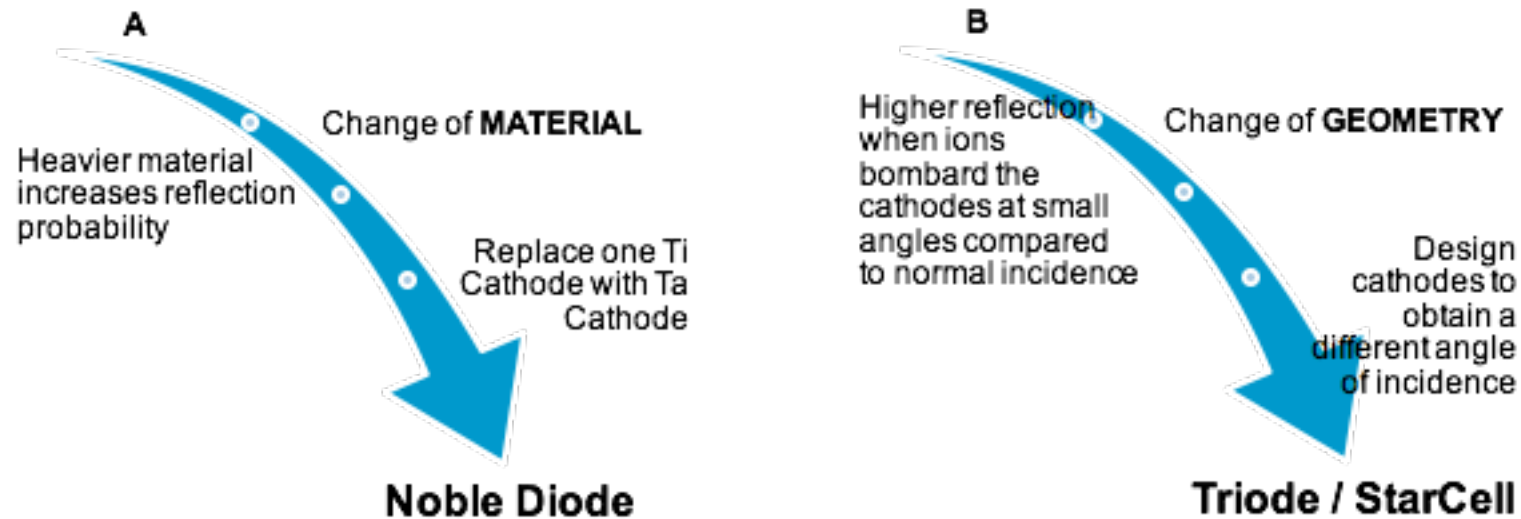 A
Change of MATERIAL
Heavier material
increases reflection
probability
Replace one Ti
Cathode with Ta
Cathode
Noble Diode
B
Higher reflection
when ions
bombard the
cathodes at small
angles compared
to normal incidence
Change of GEOMETRY
Design
cathodes to
obtain a
different angle
of incidence
Triode / StarCell